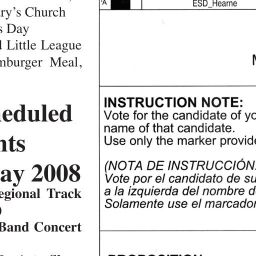 ry's Church
s Day
l Little League
mburger Meal,
heduled
nts
ay 2008
egional Track
)
Band Concert
ESD_Hearne
INSTRUCTION NOTE:
Vote for the candidate of yo
name of that candidate.
Use only the marker provide
(NOTA DE INSTRUCCIÓN:
Vote por el candidato de su
a la izquierda del nombre d
Solamente use el marcador